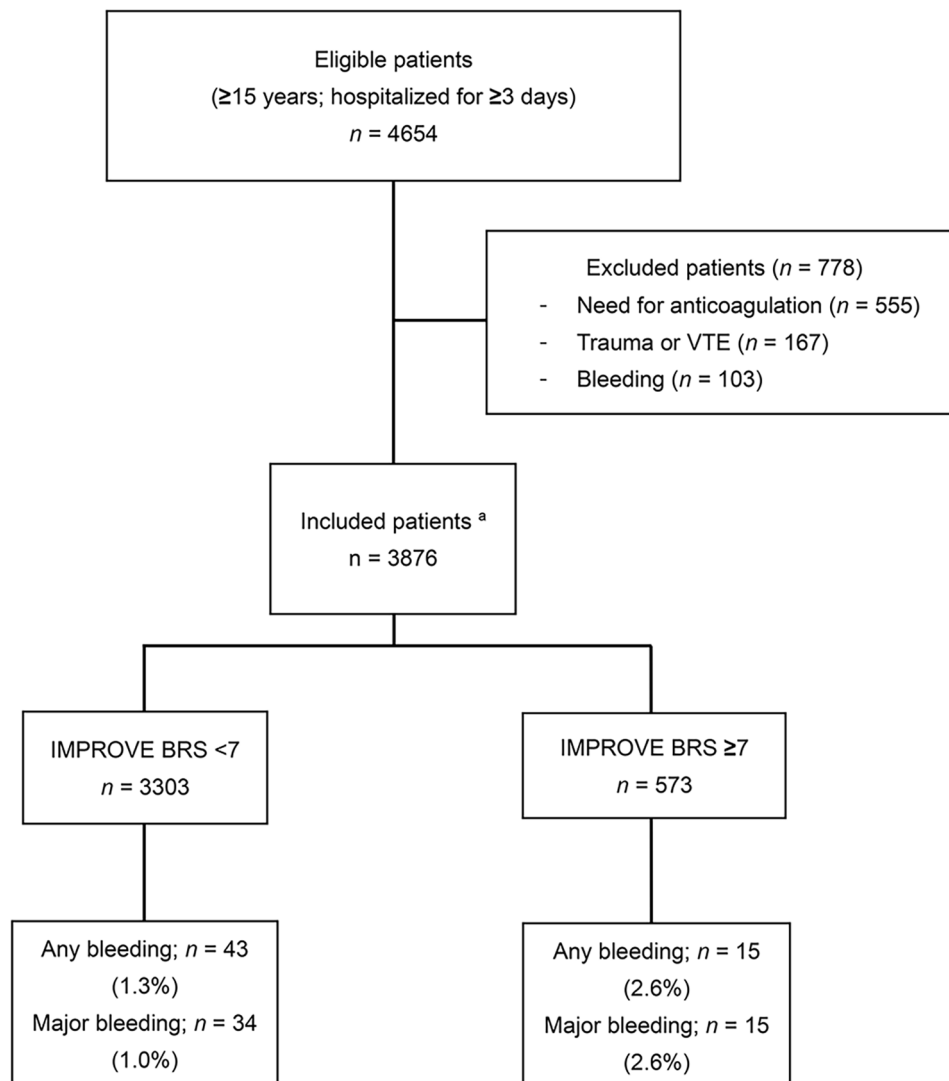 Eligible patients
(≥15 years; hospitalized for ≥3 days)
n = 4654
Excluded patients (n = 778)
- Need for anticoagulation (n = 555)
- Trauma or VTE (n = 167)
- Bleeding (n = 103)
Included patients ᵃ
n = 3876
IMPROVE BRS <7
n = 3303
IMPROVE BRS ≥7
n = 573
Any bleeding; n = 43
(1.3%)
Major bleeding; n = 34
(1.0%)
Any bleeding; n = 15
(2.6%)
Major bleeding; n = 15
(2.6%)